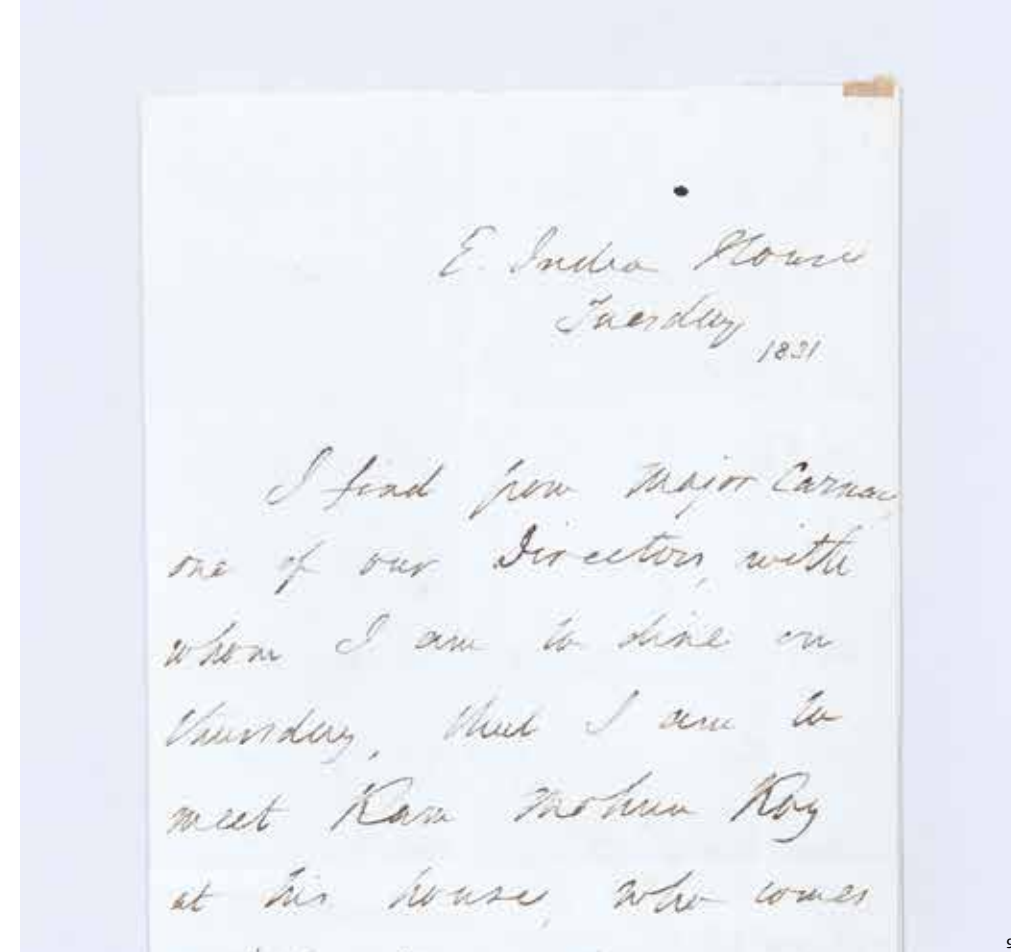 E. India House
Tuesday
1831
I find from Major Carnac
one of our Directors, with
whom I am to dine on
Thursday, that I am to
meet Ram Mohun Roy
at his house, who comes